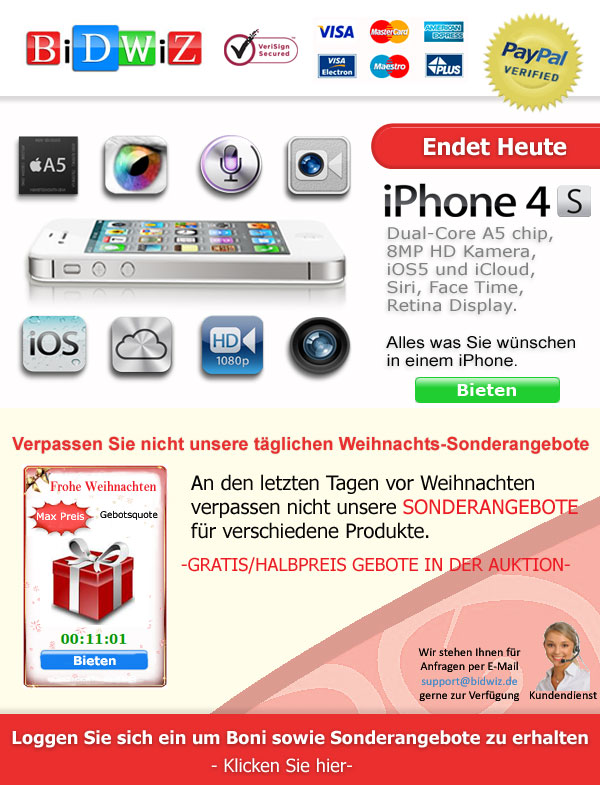 BiDWiZ
VeriSign
Secured
VISA
MasterCard
AMERICAN
EXPRESS
VISA
Electron
Maestro
PLUS
PayPal
VERIFIED
Endet Heute
A5
iPhone 4 S
Dual-Core A5 chip,
8MP HD Kamera,
iOS5 und iCloud,
Siri, Face Time,
Retina Display.
iOS
HD
1080p
Alles was Sie wünschen
in einem iPhone.
Bieten
Verpassen Sie nicht unsere täglichen Weihnachts-Sonderangebote
Frohe Weihnachten
Max Preis
Gebotsquote
00:11:01
Bieten
An den letzten Tagen vor Weihnachten
verpassen nicht unsere SONDERANGEBOTE
für verschiedene Produkte.
-GRATIS/HALBPREIS GEBOTE IN DER AUKTION-
Wir stehen Ihnen für
Anfragen per E-Mail
support@bidwiz.de
gerne zur Verfügung
Kundendienst
Loggen Sie sich ein um Boni sowie Sonderangebote zu erhalten
- Klicken Sie hier-